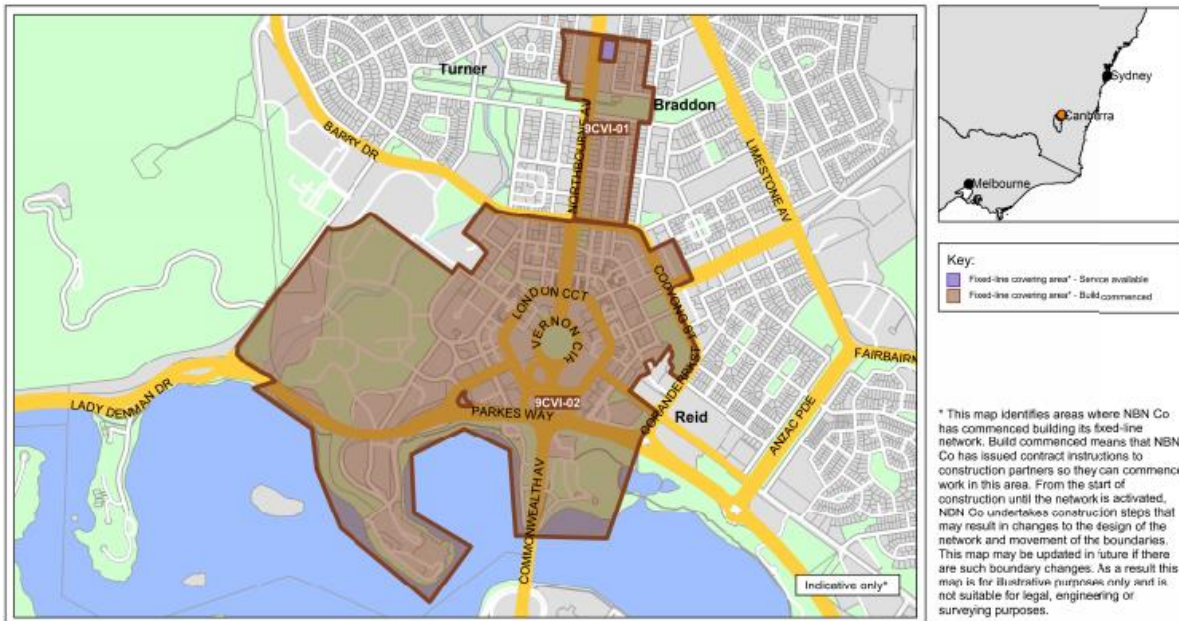 Turner
Braddon
9CVI-01
BARRY DR
NORTHBOURNE AV
LIMESTONE AV
COOYONG ST
LONDON CCT
VERNON CIR
9CVI-02
PARKES WAY
CORANDERRK ST
Reid
LADY DENMAN DR
COMMONWEALTH AV
ANZAC PDE
FAIRBAIRN
Indicative only*
Sydney
Canberra
Melbourne
Key:
Fixed-line covering area* - Service available
Fixed-line covering area* - Build commenced
* This map identifies areas where NBN Co
has commenced building its fixed-line
network. Build commenced means that NBN
Co has issued contract instructions to
construction partners so they can commence
work in this area. From the start of
construction until the network is activated,
NBN Co undertakes construction steps that
may result in changes to the design of the
network and movement of the boundaries.
This map may be updated in future if there
are such boundary changes. As a result this
map is for illustrative purposes only and is
not suitable for legal, engineering or
surveying purposes.